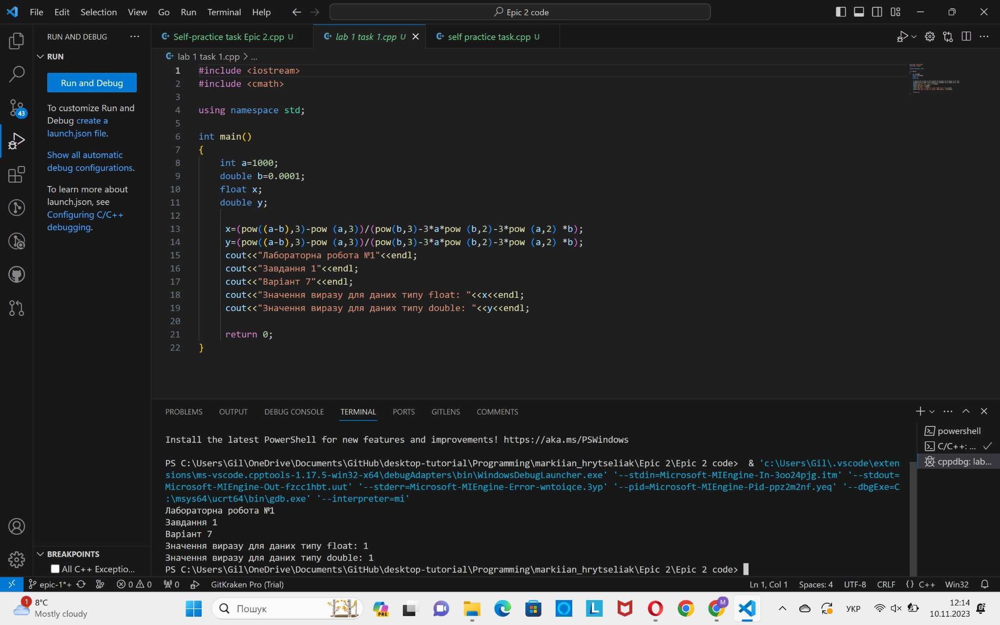 File Edit Selection View Go Run Terminal Help Epic 2 code
RUN AND DEBUG
RUN
Run and Debug
To customize Run and
Debug create a
launch.json file.
Show all automatic
debug configurations.
To learn more about
launch.json, see
Configuring C/C++
debugging.
BREAKPOINTS
All C++ Exceptio...
43
Self-practice task Epic 2.cpp U
lab 1 task 1.cpp U
self practice task.cpp U
lab 1 task 1.cpp > ...
1 #include <iostream>
2 #include <cmath>
3
4 using namespace std;
5
6 int main()
7 {
8 int a=1000;
9 double b=0.0001;
10 float x;
11 double y;
12
13 x=(pow((a-b),3)-pow (a,3))/(pow(b,3)-3*a*pow (b,2)-3*pow (a,2) *b);
14 y=(pow((a-b),3)-pow (a,3))/(pow(b,3)-3*a*pow (b,2)-3*pow (a,2) *b);
15 cout<<"Лабораторна робота №1"<<endl;
16 cout<<"Завдання 1"<<endl;
17 cout<<"Варіант 7"<<endl;
18 cout<<"Значення виразу для даних типу float: "<<x<<endl;
19 cout<<"Значення виразу для даних типу double: "<<y<<endl;
20
21 return 0;
22 }
PROBLEMS OUTPUT DEBUG CONSOLE TERMINAL PORTS GITLENS COMMENTS
Install the latest PowerShell for new features and improvements! https://aka.ms/PSWindows
PS C:\Users\Gil\OneDrive\Documents\GitHub\desktop-tutorial\Programming\markiian_hrytseliak\Epic 2\Epic 2 code>  & 'c:\Users\Gil\.vscode\exten
sions\ms-vscode.cpptools-1.17.5-win32-x64\debugAdapters\bin\WindowsDebugLauncher.exe' '--stdin=Microsoft-MIEngine-In-3oo24pjg.itm' '--stdout=
Microsoft-MIEngine-Out-fzcc1hbt.uut' '--stderr=Microsoft-MIEngine-Error-wntoiqce.3yp' '--pid=Microsoft-MIEngine-Pid-ppz2m2nf.yeq' '--dbgExe=C
:\msys64\ucrt64\bin\gdb.exe' '--interpreter=mi'
Лабораторна робота №1
Завдання 1
Варіант 7
Значення виразу для даних типу float: 1
Значення виразу для даних типу double: 1
PS C:\Users\Gil\OneDrive\Documents\GitHub\desktop-tutorial\Programming\markiian_hrytseliak\Epic 2\Epic 2 code>
powershell
C/C++: ...
cppdbg: lab...
epic-1*+ 0 0 0 GitKraken Pro (Trial) Ln 1, Col 1 Spaces: 4 UTF-8 CRLF {} C++ Win32
1
8°C
Mostly cloudy
Пошук
PRE
L
M
УКР
12:14
10.11.2023